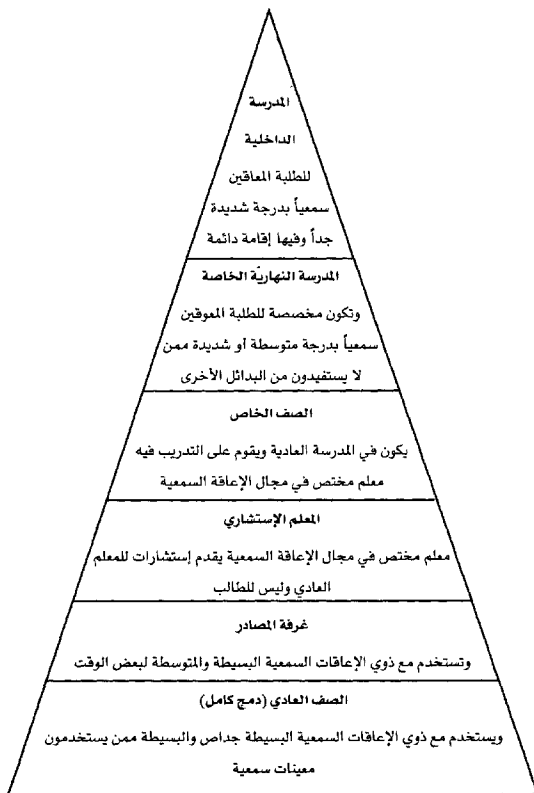 المدرسة
الداخلية
للطلبة المعاقين
سمعياً بدرجة شديدة
جداً وفيها إقامة دائمة
المدرسة النهاريّة الخاصة
وتكون مخصصة للطلبة المعوقين
سمعياً بدرجة متوسطة أو شديدة ممن
لا يستفيدون من البدائل الأخرى
الصف الخاص
يكون في المدرسة العادية ويقوم على التدريب فيه
معلم مختص في مجال الإعاقة السمعية
المعلم الإستشاري
معلم مختص في مجال الإعاقة السمعية يقدم إستشارات للمعلم
العادي وليس للطالب
غرفة المصادر
وتستخدم مع ذوي الإعاقات السمعية البسيطة والمتوسطة لبعض الوقت
الصف العادي (دمج كامل)
ويستخدم مع ذوي الإعاقات السمعية البسيطة جداص والبسيطة ممن يستخدمون
معينات سمعية